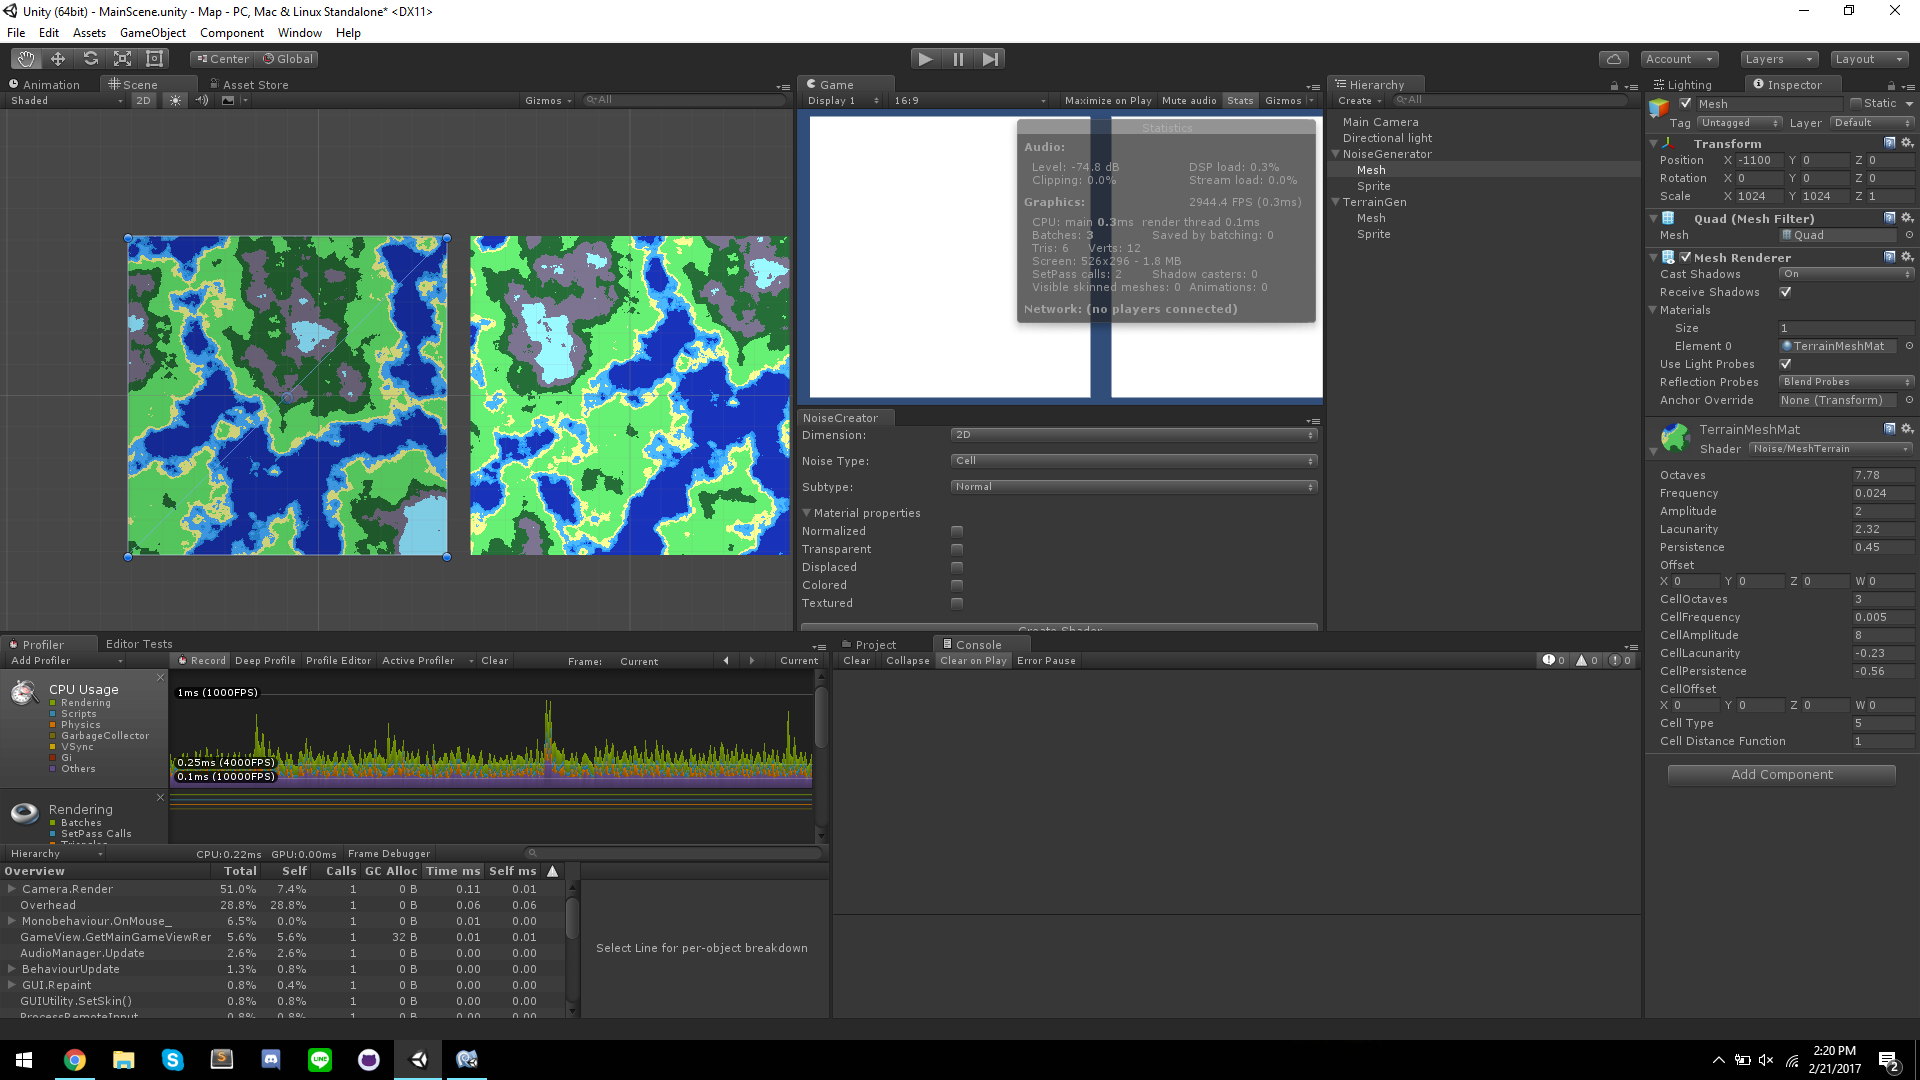 Unity (64bit) - MainScene.unity - Map - PC, Mac & Linux Standalone* <DX11>
File Edit Assets GameObject Component Window Help
Center Global
Account Layers Layout
Animation Scene Asset Store
Shaded 2D Gizmos All
Game
Display 1 16:9 Maximize on Play Mute audio Stats Gizmos
Statistics
Audio:
Level: -74.8 dB DSP load: 0.3%
Clipping: 0.0% Stream load: 0.0%
Graphics: 2944.4 FPS (0.3ms)
CPU: main 0.3ms render thread 0.1ms
Batches: 3 Saved by batching: 0
Tris: 6 Verts: 12
Screen: 526x296 - 1.8 MB
SetPass calls: 2 Shadow casters: 0
Visible skinned meshes: 0 Animations: 0
Network: (no players connected)
NoiseCreator
Dimension: 2D
Noise Type: Cell
Subtype: Normal
Material properties
Normalized
Transparent
Displaced
Colored
Textured
Create Shader
Hierarchy
Create All
Main Camera
Directional light
NoiseGenerator
Mesh
Sprite
TerrainGen
Mesh
Sprite
Lighting Inspector
Mesh Static
Tag Untagged Layer Default
Transform
Position X -1100 Y 0 Z 0
Rotation X 0 Y 0 Z 0
Scale X 1024 Y 1024 Z 1
Quad (Mesh Filter)
Mesh Quad
Mesh Renderer
Cast Shadows On
Receive Shadows
Materials
Size 1
Element 0 TerrainMeshMat
Use Light Probes
Reflection Probes Blend Probes
Anchor Override None (Transform)
TerrainMeshMat
Shader Noise/MeshTerrain
Octaves 7.78
Frequency 0.024
Amplitude 2
Lacunarity 2.32
Persistence 0.45
Offset
X 0 Y 0 Z 0 W 0
CellOctaves 3
CellFrequency 0.005
CellAmplitude 8
CellLacunarity -0.23
CellPersistence -0.56
CellOffset
X 0 Y 0 Z 0 W 0
Cell Type 5
Cell Distance Function 1
Add Component
Profiler Editor Tests
Add Profiler Record Deep Profile Profile Editor Active Profiler Clear Frame: Current Current
CPU Usage
Rendering
Scripts
Physics
GarbageCollector
VSync
Gi
Others
1ms (1000FPS)
0.25ms (4000FPS)
0.1ms (10000FPS)
Rendering
Batches
SetPass Calls
Triangles
Hierarchy CPU:0.22ms GPU:0.00ms Frame Debugger
Overview Total Self Calls GC Alloc Time ms Self ms
Camera.Render 51.0% 7.4% 1 0 B 0.11 0.01
Overhead 28.8% 28.8% 1 0 B 0.06 0.06
Monobehaviour.OnMouse_ 6.5% 0.0% 1 0 B 0.01 0.00
GameView.GetMainGameViewRer 5.6% 5.6% 1 32 B 0.01 0.01
AudioManager.Update 2.6% 2.6% 1 0 B 0.00 0.00
BehaviourUpdate 1.3% 0.8% 1 0 B 0.00 0.00
GUI.Repaint 0.8% 0.4% 1 0 B 0.00 0.00
GUIUtility.SetSkin() 0.8% 0.8% 1 0 B 0.00 0.00
ProcessRemoteInput 0.8% 0.8% 1 0 B 0.00 0.00
Select Line for per-object breakdown
Project Console
Clear Collapse Clear on Play Error Pause 0 0 0
2:20 PM
2/21/2017
2